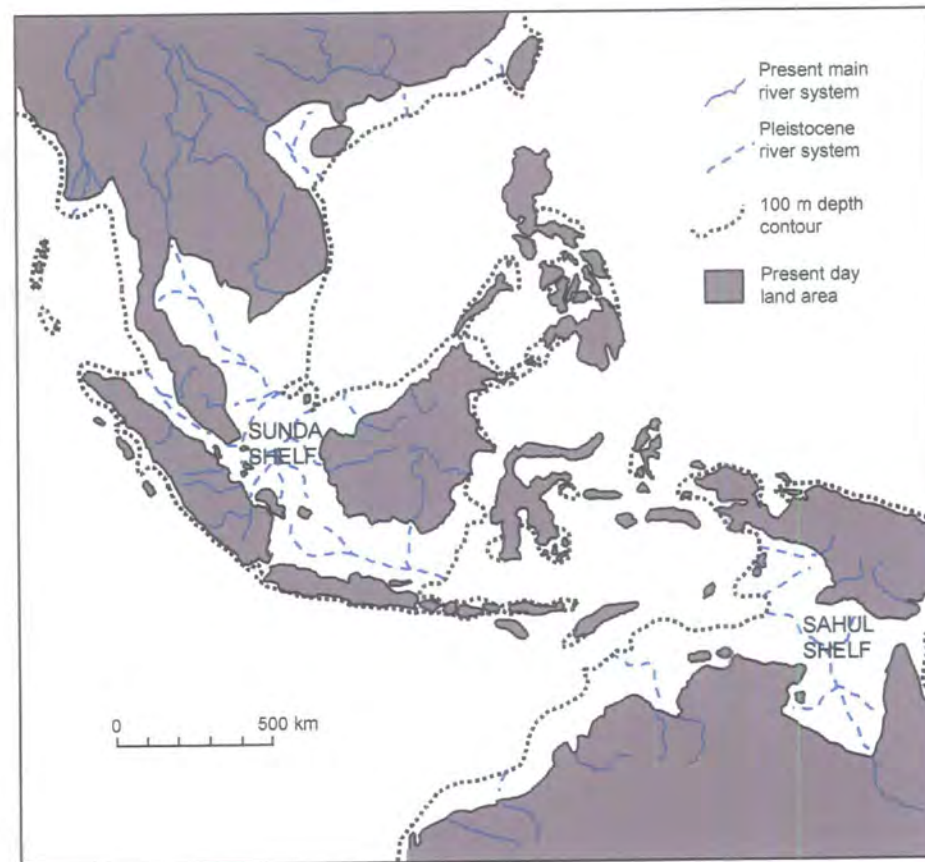 Present main
river system
Pleistocene
river system
100 m depth
contour
Present day
land area
SUNDA
SHELF
SAHUL
SHELF
0 500 km